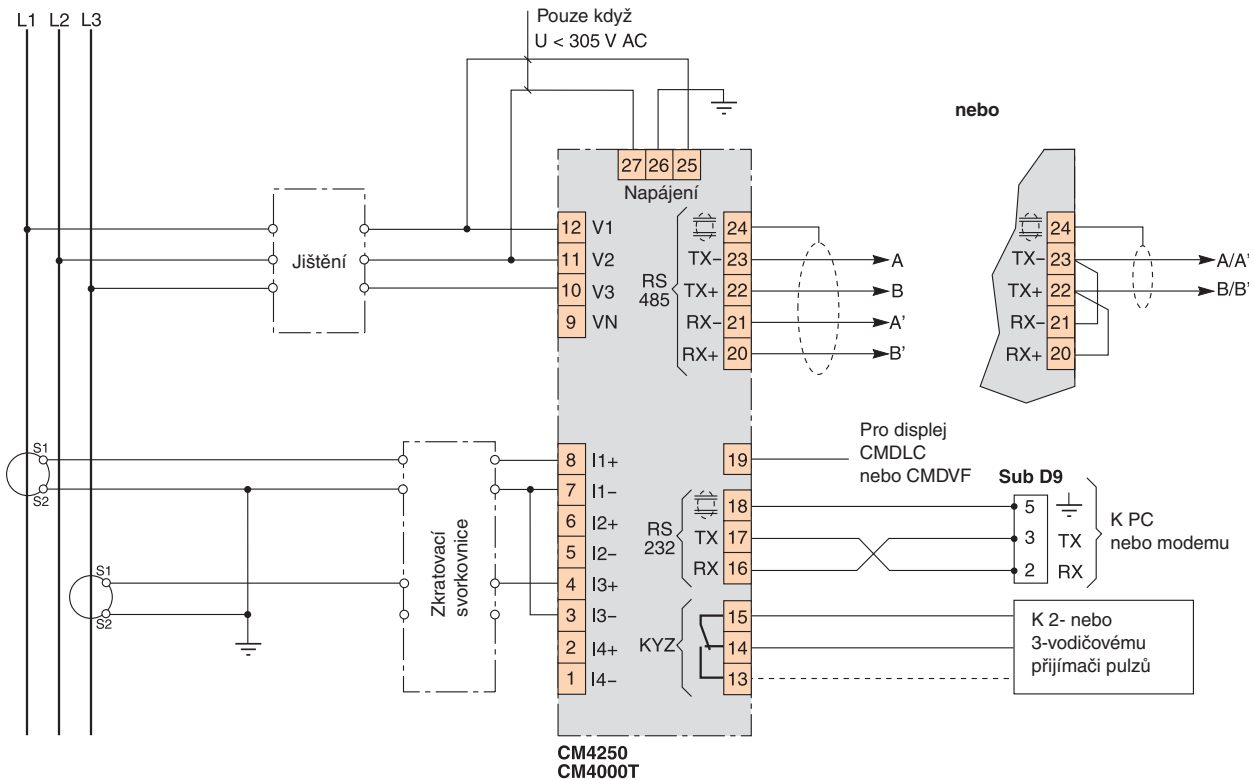 L1 L2 L3
Pouze když
U < 305 V AC
nebo
27 26 25
Napájení
Jištění
12 V1
11 V2
10 V3
9 VN
RS
485
24
TX– 23
TX+ 22
RX– 21
RX+ 20
A
B
A'
B'
24
TX– 23
TX+ 22
RX– 21
RX+ 20
A/A'
B/B'
S1
S2
S1
S2
Zkratovací
svorkovnice
8 I1+
7 I1–
6 I2+
5 I2–
4 I3+
3 I3–
2 I4+
1 I4–
19
Pro displej
CMDLC
nebo CMDVF
RS
232
18
TX 17
RX 16
Sub D9
5
3 TX
2 RX
K PC
nebo modemu
KYZ
15
14
13
K 2- nebo
3-vodičovému
přijímači pulzů
CM4250
CM4000T